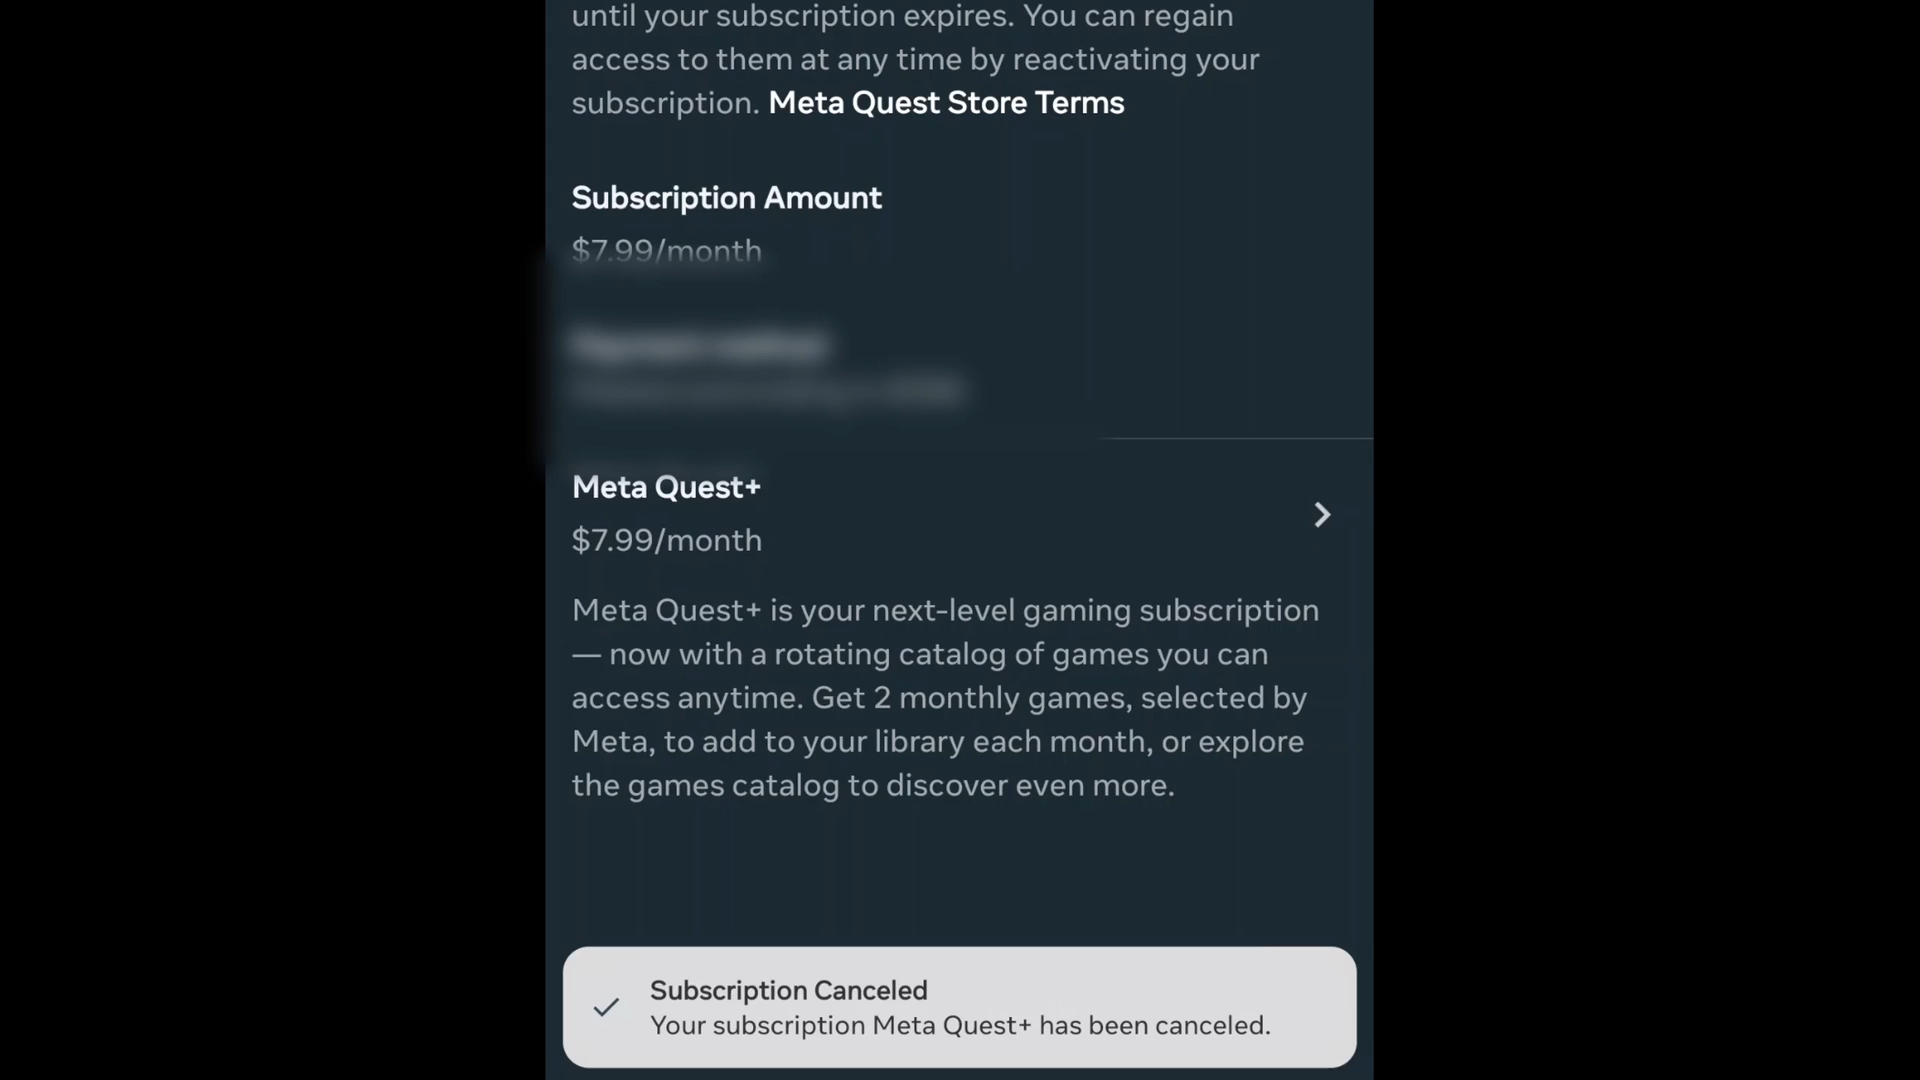 until your subscription expires. You can regain
access to them at any time by reactivating your
subscription. Meta Quest Store Terms
Subscription Amount
$7.99/month
Meta Quest+
$7.99/month
Meta Quest+ is your next-level gaming subscription
— now with a rotating catalog of games you can
access anytime. Get 2 monthly games, selected by
Meta, to add to your library each month, or explore
the games catalog to discover even more.
Subscription Canceled
Your subscription Meta Quest+ has been canceled.